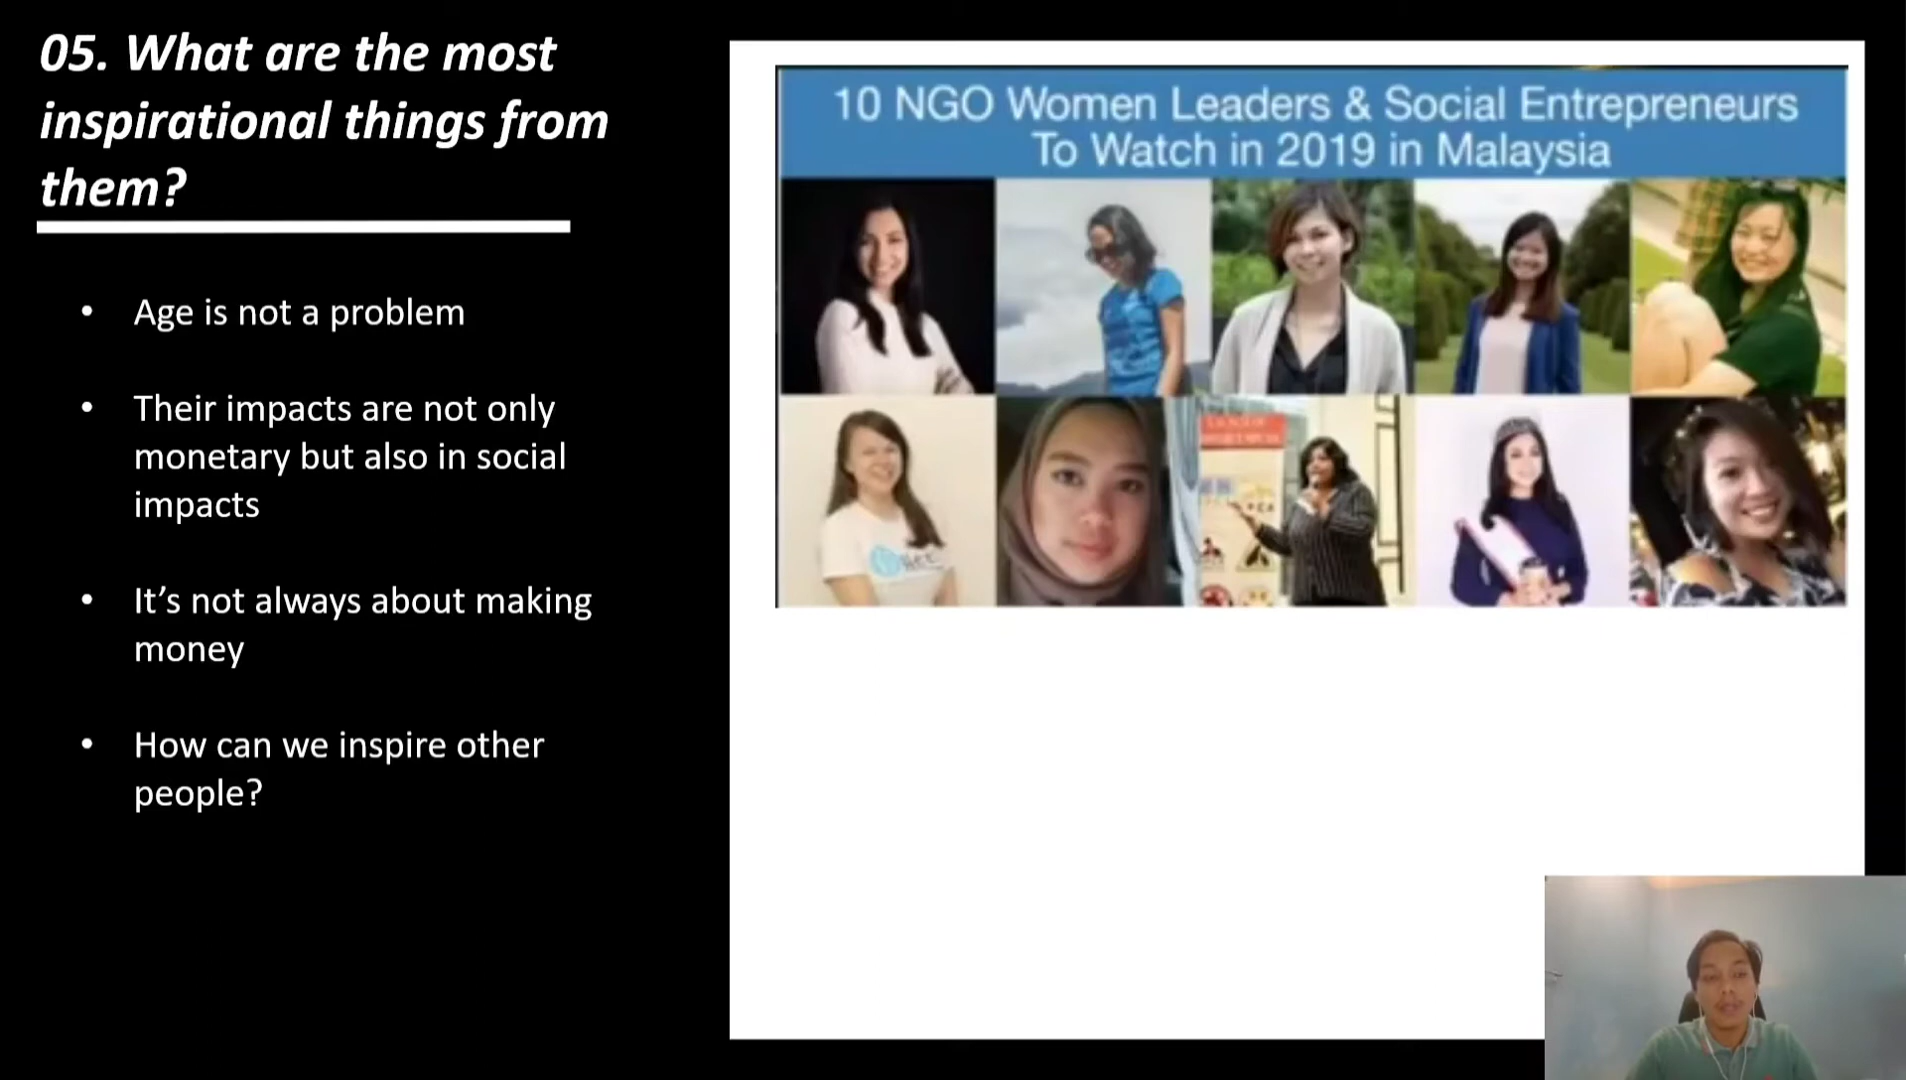 05. What are the most
inspirational things from
them?
• Age is not a problem
• Their impacts are not only
monetary but also in social
impacts
• It’s not always about making
money
• How can we inspire other
people?
10 NGO Women Leaders & Social Entrepreneurs
To Watch in 2019 in Malaysia